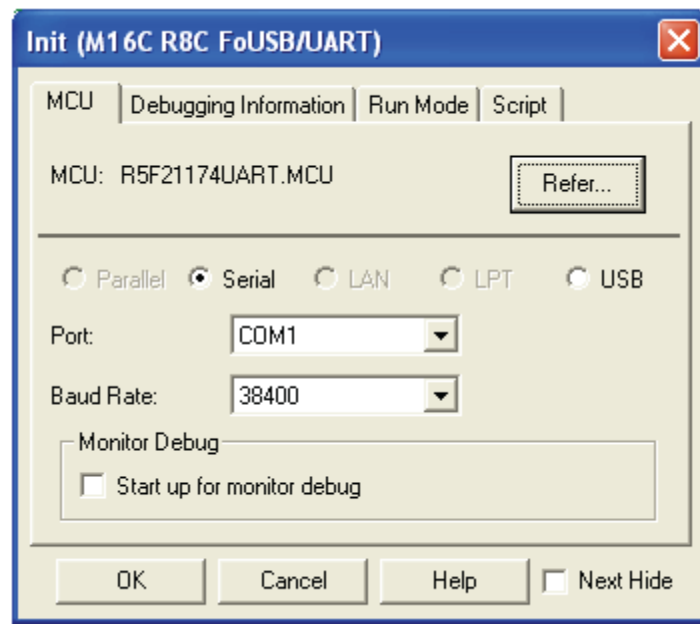 Init (M16C R8C FoUSB/UART)
MCU Debugging Information Run Mode Script
MCU: R5F21174UART.MCU Refer...
Parallel Serial LAN LPT USB
Port: COM1
Baud Rate: 38400
Monitor Debug
Start up for monitor debug
OK Cancel Help Next Hide